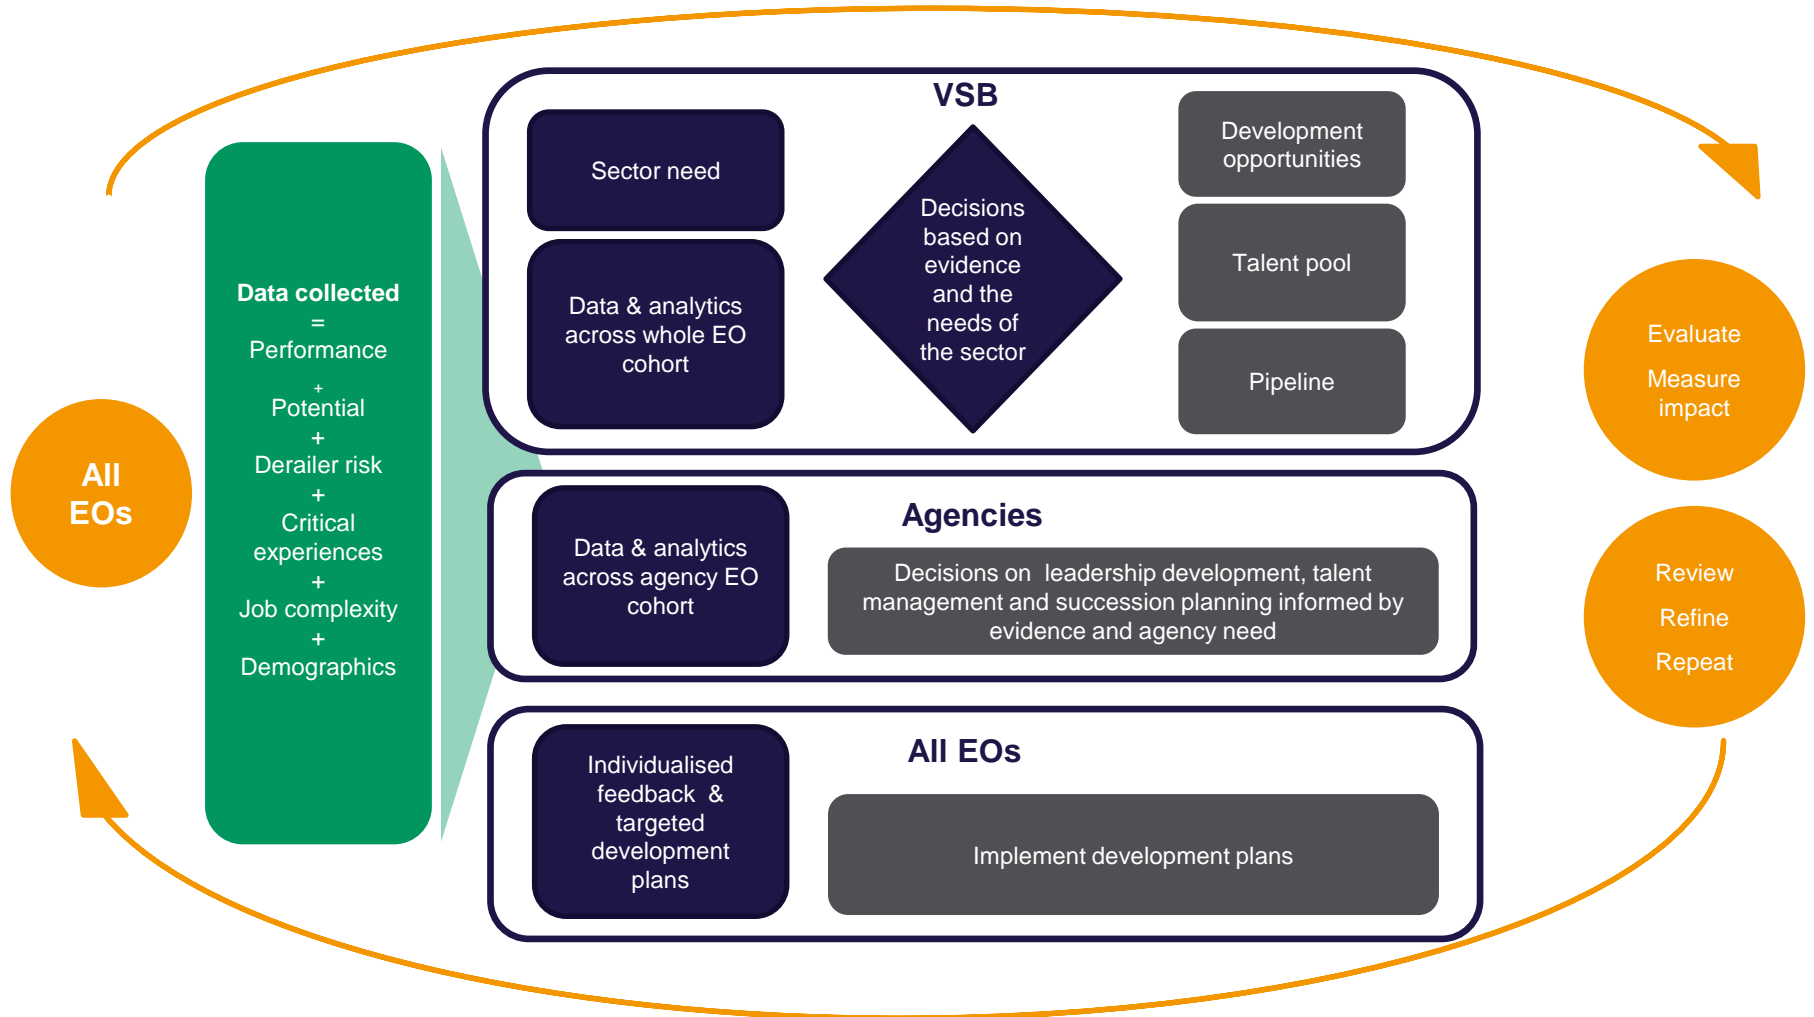 All
EOs
Data collected
=
Performance
+
Potential
+
Derailer risk
+
Critical
experiences
+
Job complexity
+
Demographics
VSB
Sector need
Data & analytics
across whole EO
cohort
Decisions
based on
evidence
and the
needs of
the sector
Development
opportunities
Talent pool
Pipeline
Agencies
Data & analytics
across agency EO
cohort
Decisions on  leadership development, talent
management and succession planning informed by
evidence and agency need
All EOs
Individualised
feedback  &
targeted
development
plans
Implement development plans
Evaluate
Measure
impact
Review
Refine
Repeat